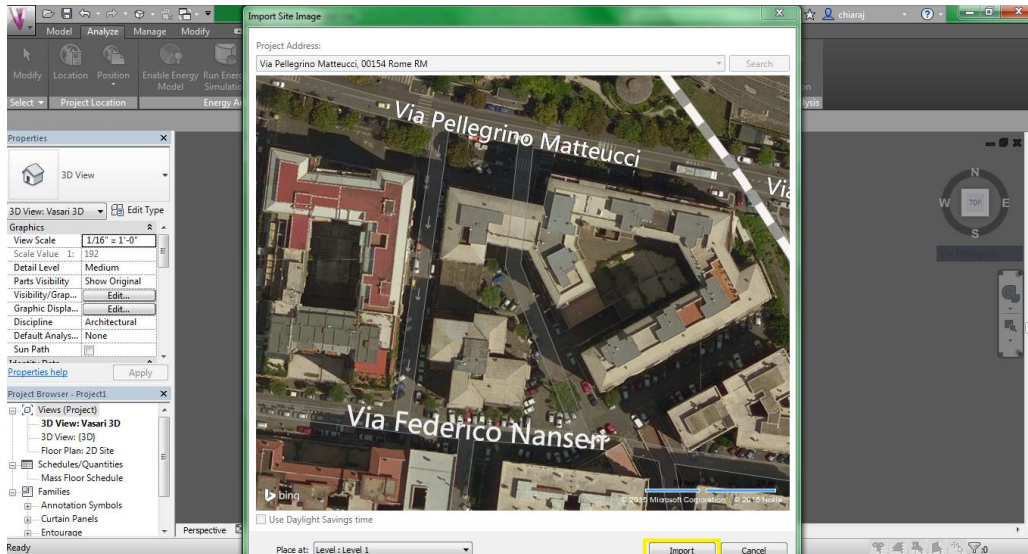 Import Site Image
chiaraj
Model Analyze Manage Modify
Modify Location Position Enable Energy Model Run Energy Simulation
Select Project Location Energy
Project Address:
Via Pellegrino Matteucci, 00154 Rome RM
Search
Properties
3D View
3D View: Vasari 3D Edit Type
Graphics
View Scale 1/16" = 1'-0"
Scale Value 1: 192
Detail Level Medium
Parts Visibility Show Original
Visibility/Grap... Edit...
Graphic Displa... Edit...
Discipline Architectural
Default Analys... None
Sun Path
Identity Data
Properties help Apply
Project Browser - Project1
Views (Project)
3D View: Vasari 3D
3D View: {3D}
Floor Plan: 2D Site
Schedules/Quantities
Mass Floor Schedule
Families
Annotation Symbols
Curtain Panels
Entourage
Ready
Perspective
Via Pellegrino Matteucci
Via
Via Federico Nansen
bing
© 2015 Microsoft Corporation © 2015 Nokia
Use Daylight Savings time
Place at: Level : Level 1
Import Cancel
N
W TOP E
S
:0